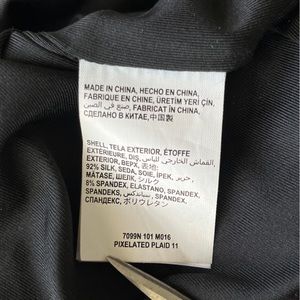 MADE IN CHINA, HECHO EN CHINA,
FABRIQUE EN CHINE, ÜRETİM YERİ ÇİN,
صنع في الصين, FABRICAT ÎN CHINA,
СДЕЛАНО В КИТАЕ,中国製
SHELL, TELA EXTERIOR, ÉTOFFE
EXTÉRIEURE, DIŞ, القماش الخارجي للباس,
EXTERIOR, ВЕРХ, 表地:
92% SILK, SEDA, SOIE, İPEK, حرير,
MĂTASE, ШЕЛК, シルク
8% SPANDEX, ELASTANO, SPANDEX,
SPANDEKS, سباندكس, SPANDEX,
СПАНДЕКС, ポリウレタン
7099N 101 M016
PIXELATED PLAID 11